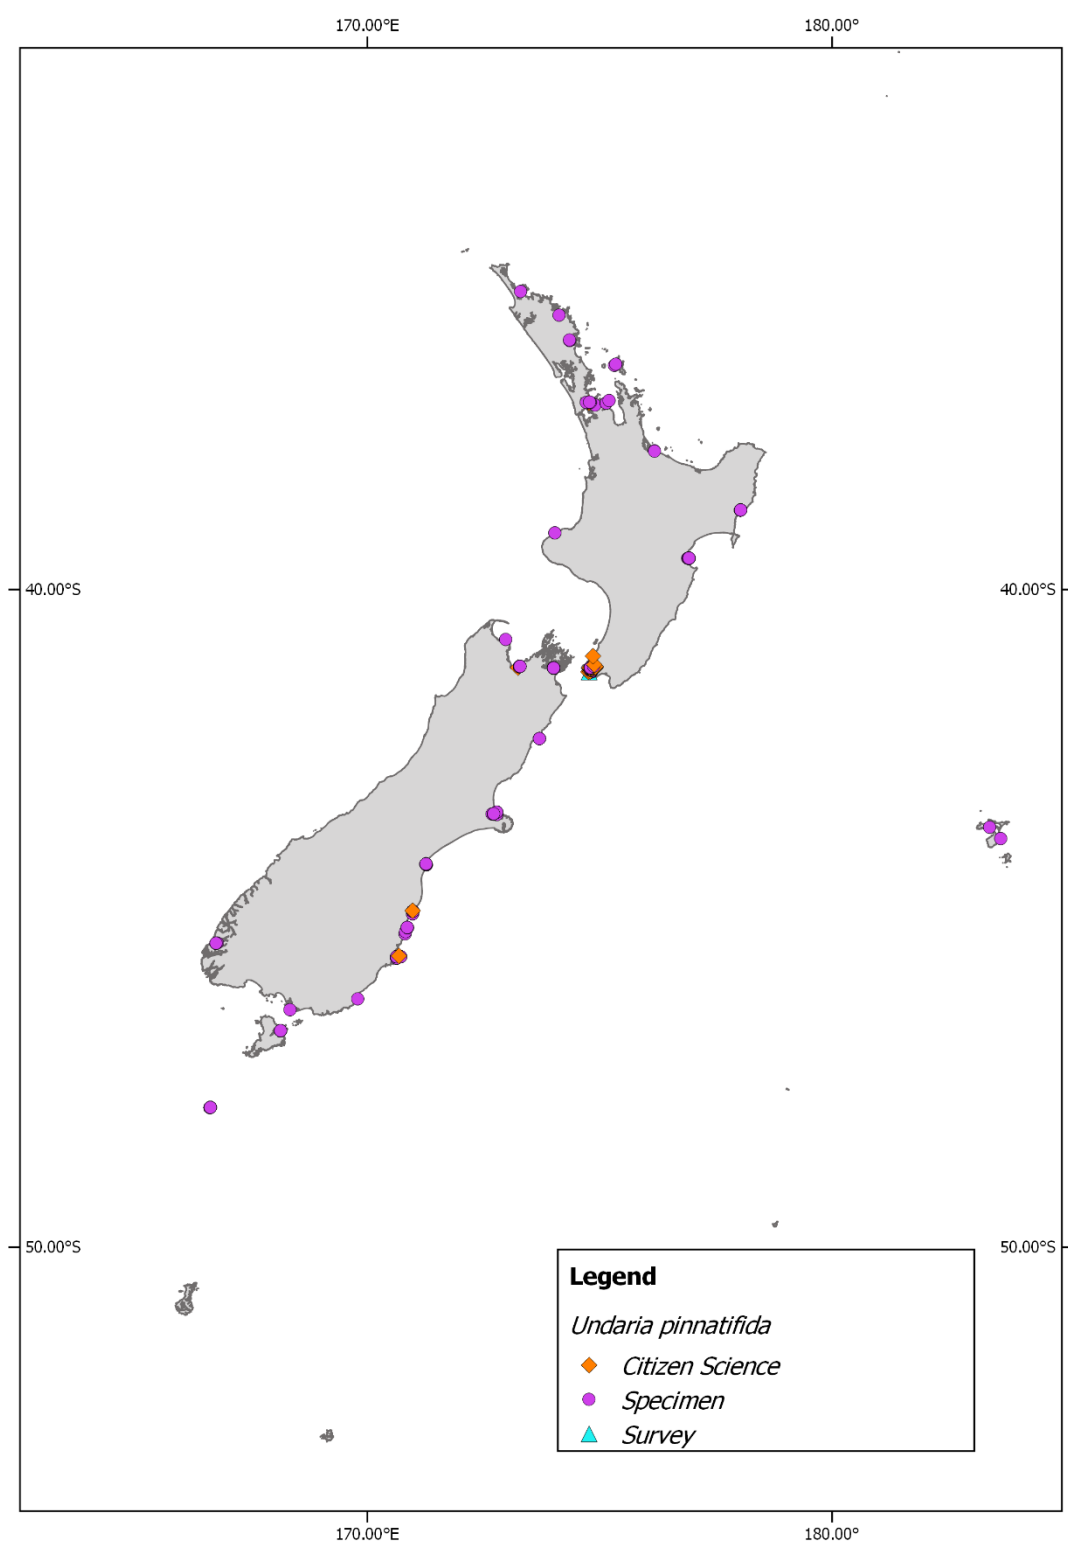 170.00°E 180.00°
40.00°S 40.00°S
50.00°S 50.00°S
Legend
Undaria pinnatifida
Citizen Science
Specimen
Survey
170.00°E 180.00°